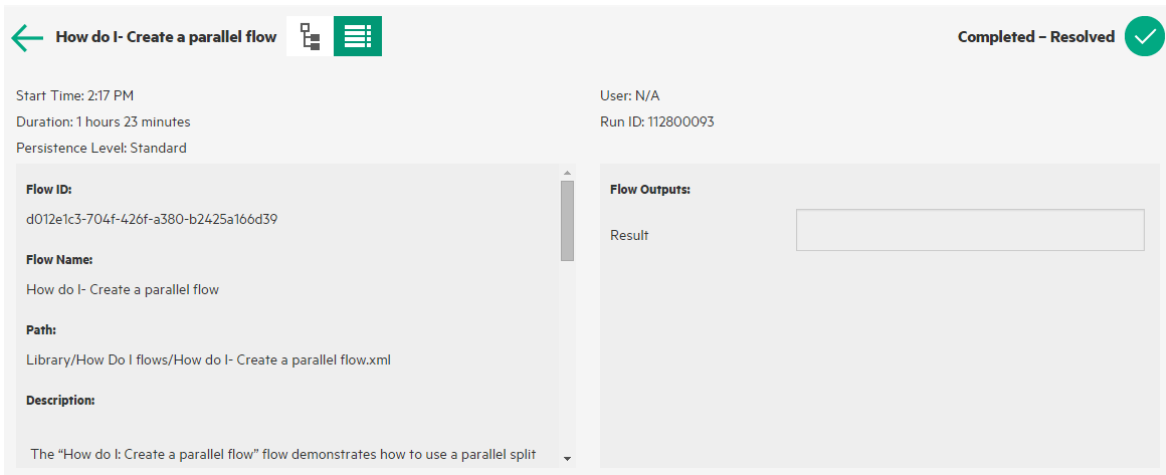 How do I- Create a parallel flow
Completed – Resolved
Start Time: 2:17 PM
Duration: 1 hours 23 minutes
Persistence Level: Standard
User: N/A
Run ID: 112800093
Flow ID:
d012e1c3-704f-426f-a380-b2425a166d39
Flow Name:
How do I- Create a parallel flow
Path:
Library/How Do I flows/How do I- Create a parallel flow.xml
Description:
The “How do I: Create a parallel flow” flow demonstrates how to use a parallel split
Flow Outputs:
Result